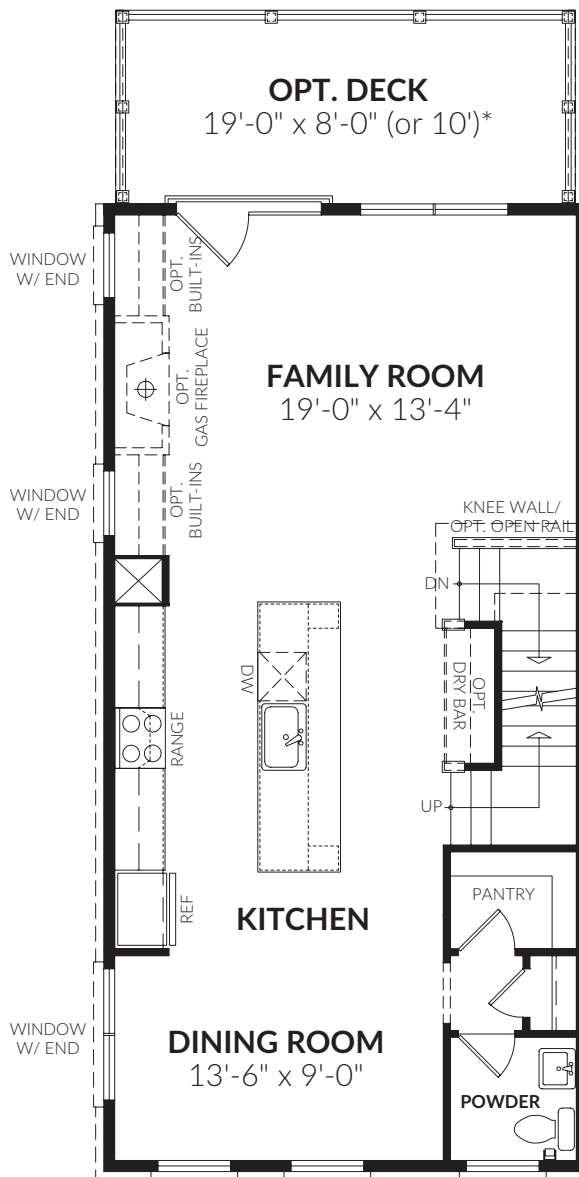 OPT. DECK
19'-0" x 8'-0" (or 10')*
WINDOW
W/ END
OPT.
BUILT-INS
OPT.
GAS FIREPLACE
FAMILY ROOM
19'-0" x 13'-4"
WINDOW
W/ END
OPT.
BUILT-INS
KNEE WALL/
OPT. OPEN RAIL
DN
DW
OPT.
DRY BAR
RANGE
UP
REF
PANTRY
KITCHEN
WINDOW
W/ END
DINING ROOM
13'-6" x 9'-0"
POWDER